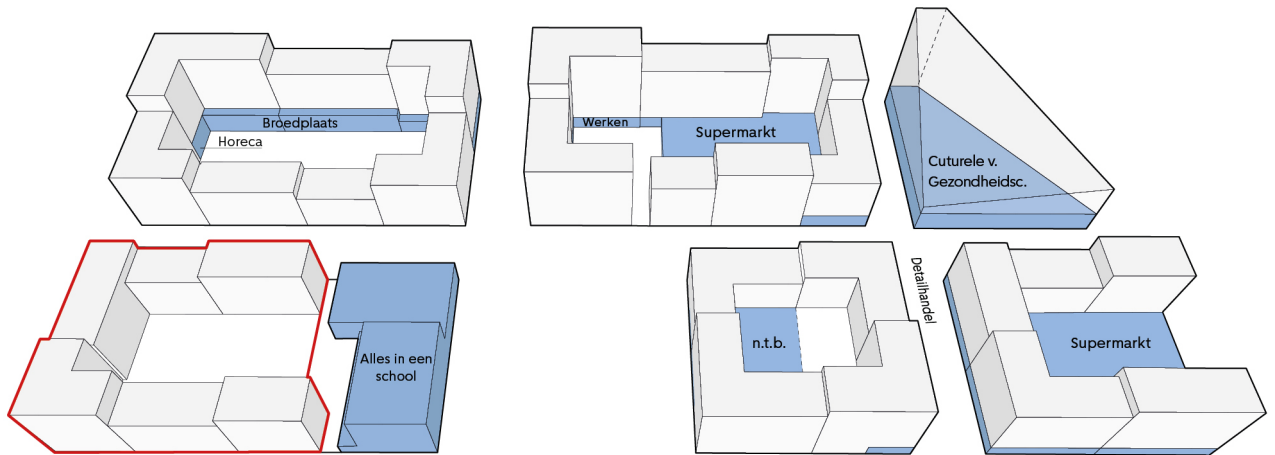 Broedplaats
Horeca
Werken
Supermarkt
Cuturele v.
Gezondheidsc.
Alles in een
school
n.t.b.
Detailhandel
Supermarkt